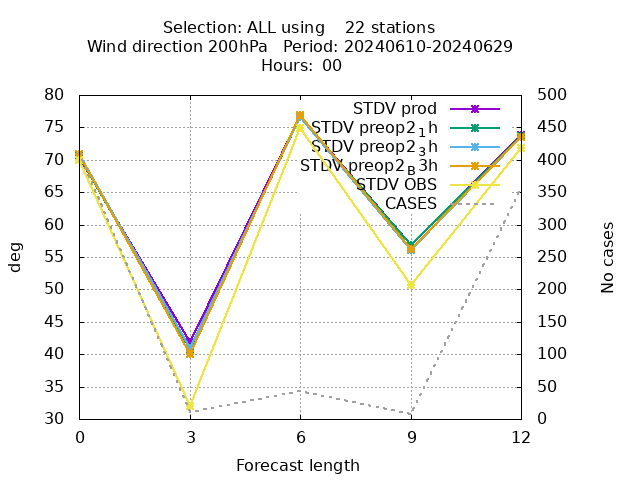 Selection: ALL using 22 stations
Wind direction 200hPa Period: 20240610-20240629
Hours: 00
STDV prod
STDV preop2₁h
STDV preop2₃h
STDV preop2_B3h
STDV OBS
CASES
80
75
70
65
60
55
50
45
40
35
30
500
450
400
350
300
250
200
150
100
50
0
deg
No cases
0 3 6 9 12
Forecast length